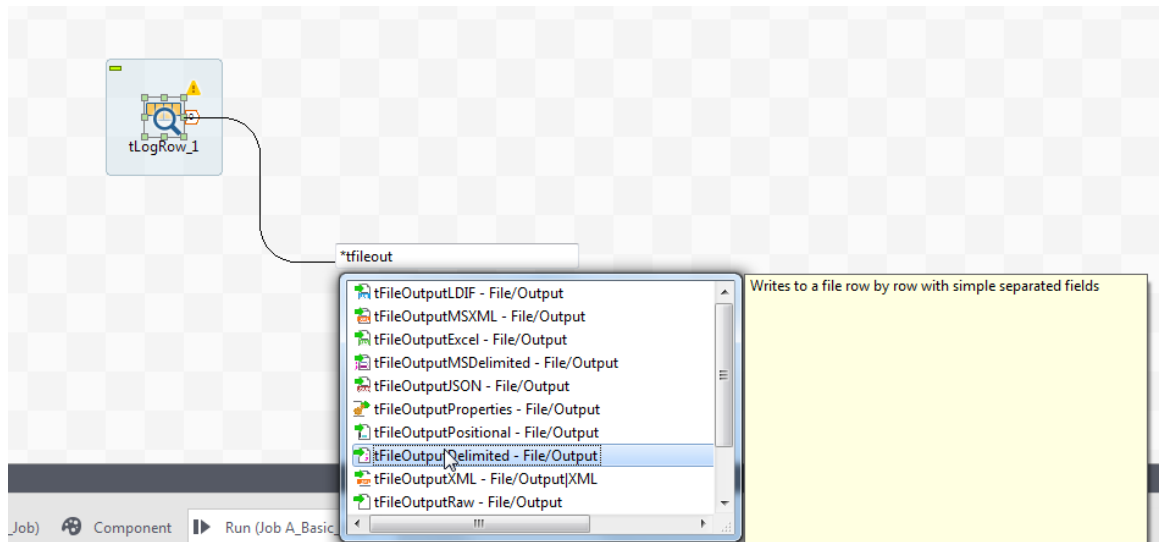 tLogRow_1
*tfileout
tFileOutputLDIF - File/Output
tFileOutputMSXML - File/Output
tFileOutputExcel - File/Output
tFileOutputMSDelimited - File/Output
tFileOutputJSON - File/Output
tFileOutputProperties - File/Output
tFileOutputPositional - File/Output
tFileOutputDelimited - File/Output
tFileOutputXML - File/Output|XML
tFileOutputRaw - File/Output
Writes to a file row by row with simple separated fields
_Job) Component Run (Job A_Basic_